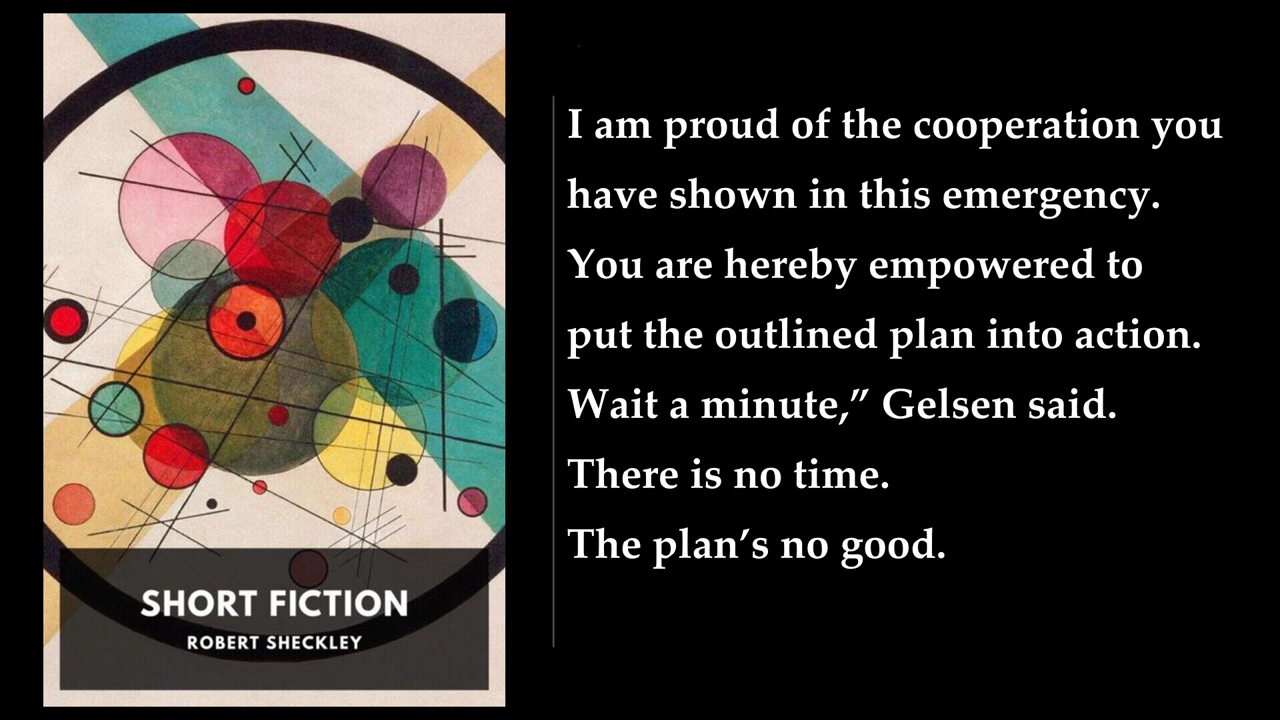 SHORT FICTION
ROBERT SHECKLEY
I am proud of the cooperation you
have shown in this emergency.
You are hereby empowered to
put the outlined plan into action.
Wait a minute,” Gelsen said.
There is no time.
The plan’s no good.